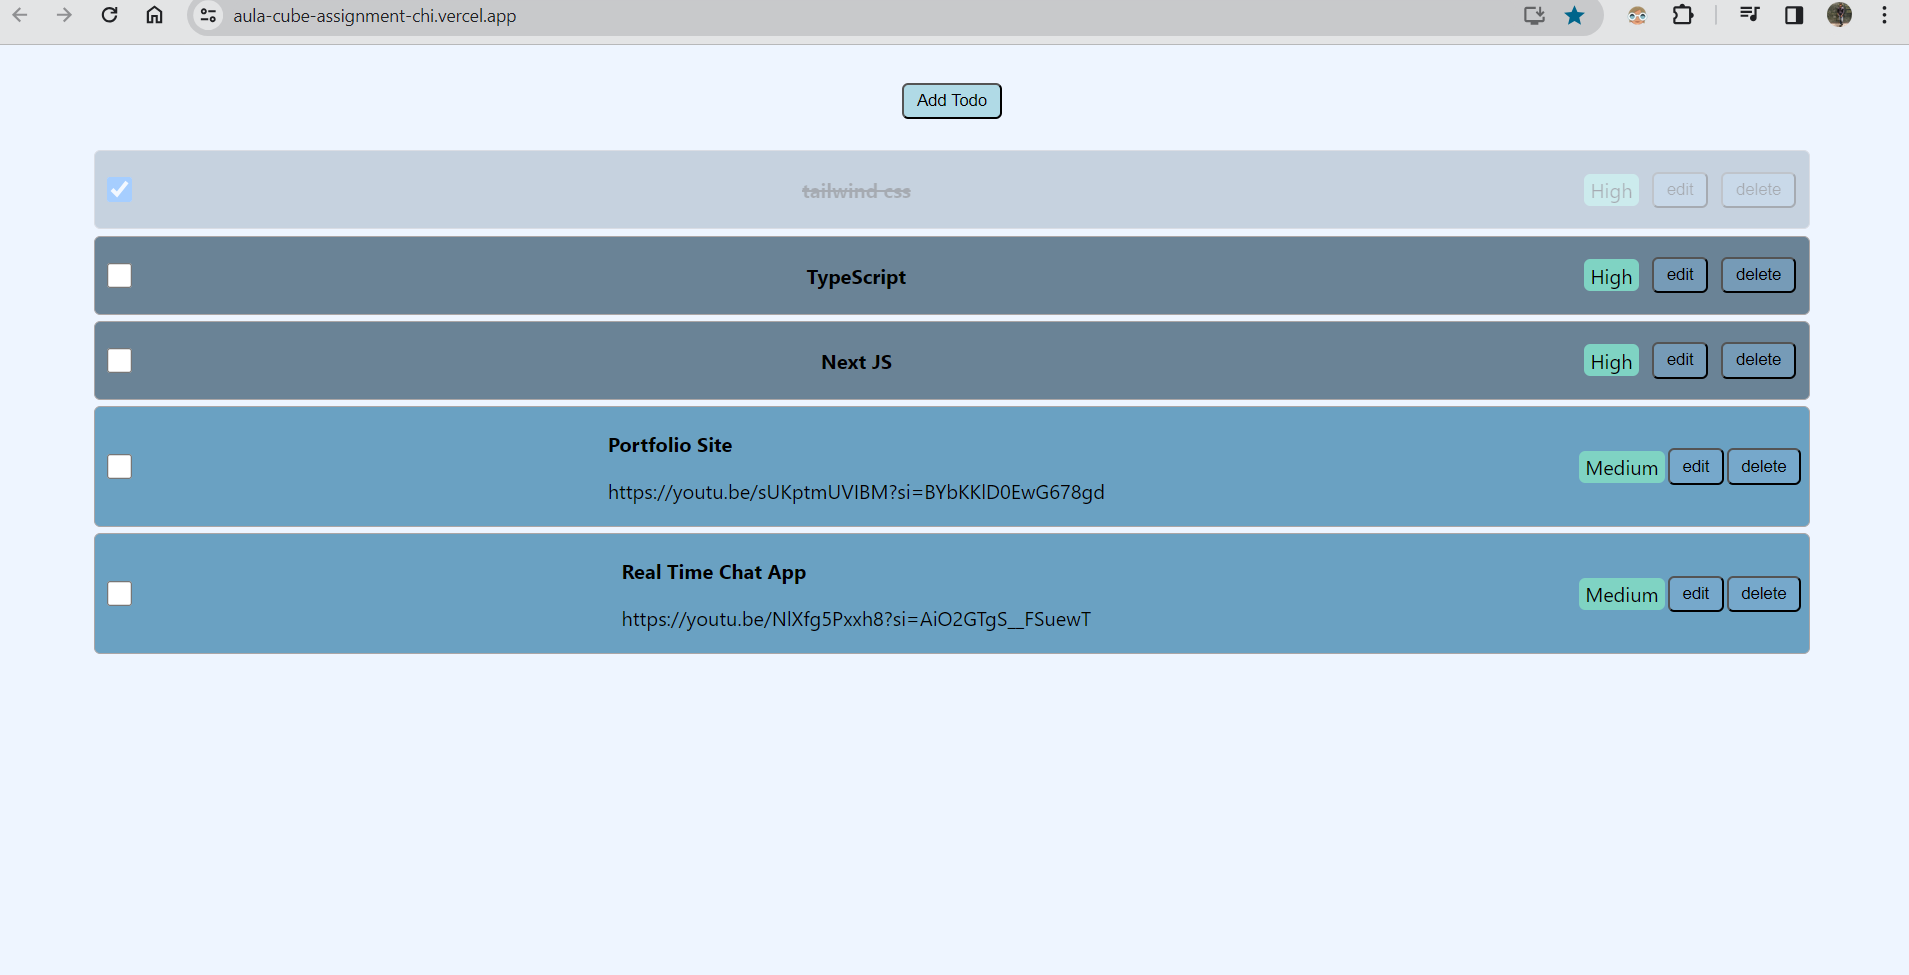 aula-cube-assignment-chi.vercel.app
Add Todo
tailwind css High edit delete
TypeScript High edit delete
Next JS High edit delete
Portfolio Site
https://youtu.be/sUKptmUVIBM?si=BYbKKlD0EwG678gd
Medium edit delete
Real Time Chat App
https://youtu.be/NlXfg5Pxxh8?si=AiO2GTgS__FSuewT
Medium edit delete